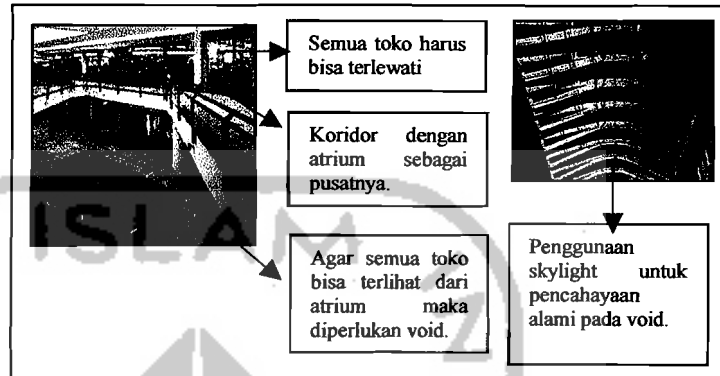 Semua toko harus
bisa terlewati
Koridor dengan
atrium sebagai
pusatnya.
Agar semua toko
bisa terlihat dari
atrium maka
diperlukan void.
Penggunaan
skylight untuk
pencahayaan
alami pada void.
ISLAM